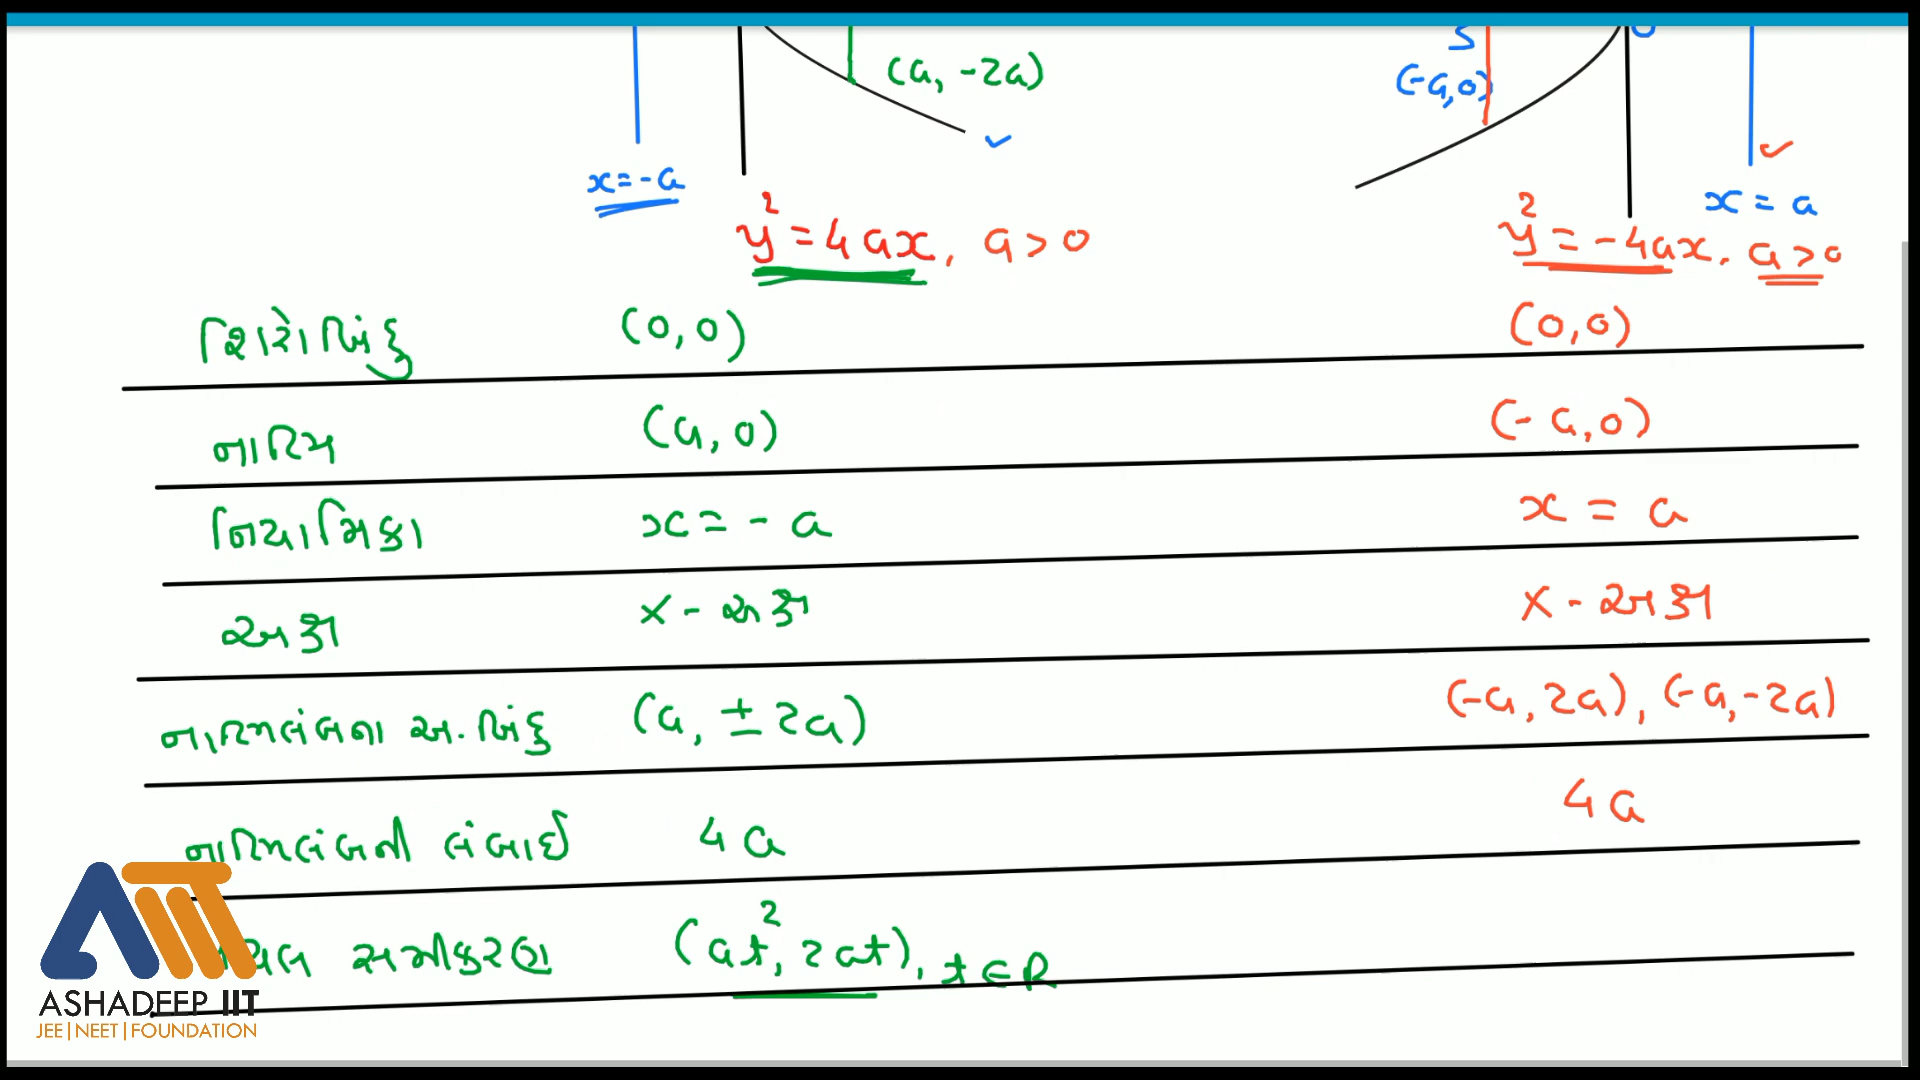 (a, -2a)
S
(-a,0)
x = -a
x = a
y² = 4ax, a > 0
y² = -4ax, a > 0
શિરોબિંદુ (0,0) (0,0)
નાભિ (a,0) (-a,0)
નિયામિકા x = -a x = a
અક્ષ x - અક્ષ x - અક્ષ
નાભિલંબના અ. બિંદુ (a, ±2a) (-a, 2a), (-a, -2a)
નાભિલંબની લંબાઈ 4a 4a
સમીકરણ (at², 2at), t ∈ R
ASHADEEP IIT
JEE|NEET|FOUNDATION